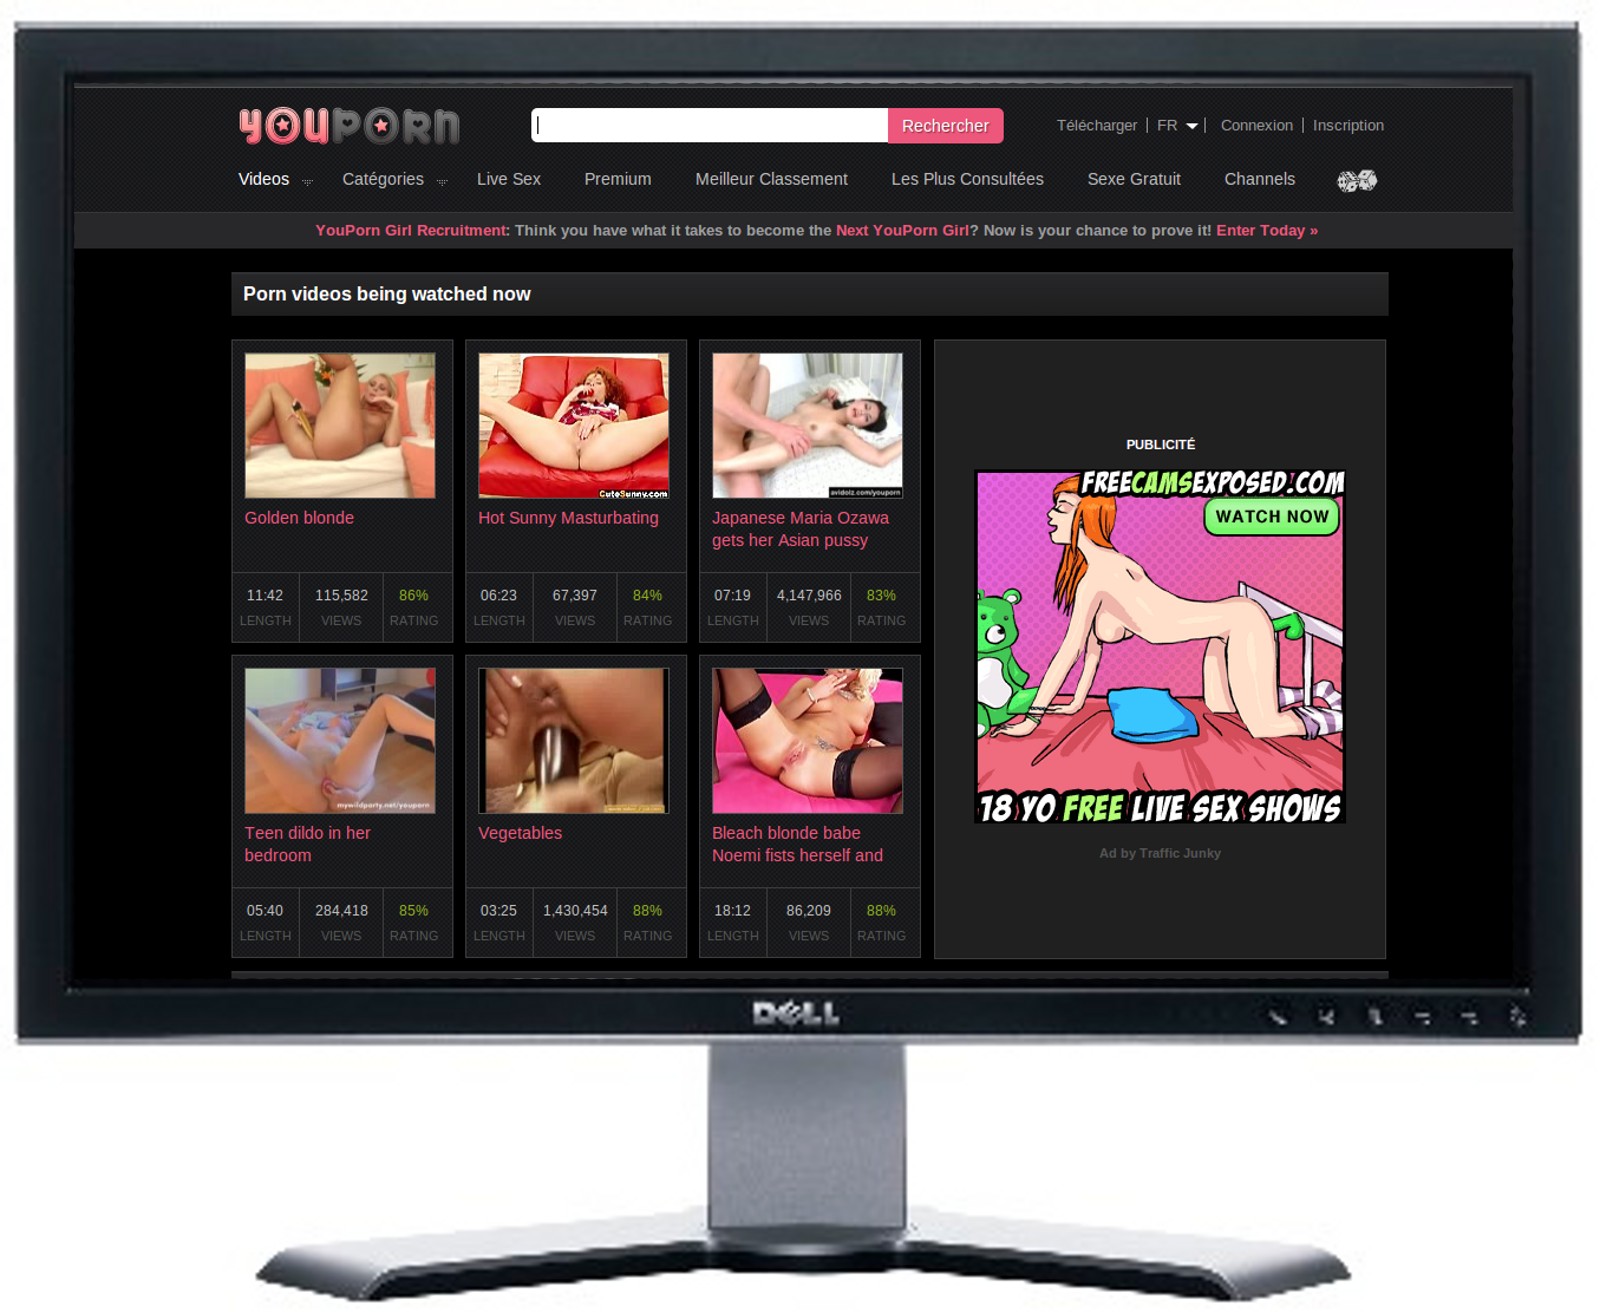 YOUPORN
Rechercher
Télécharger | FR | Connexion | Inscription
Videos Catégories Live Sex Premium Meilleur Classement Les Plus Consultées Sexe Gratuit Channels
YouPorn Girl Recruitment: Think you have what it takes to become the Next YouPorn Girl? Now is your chance to prove it! Enter Today »
Porn videos being watched now
CuteSunny.com
avidolz.com/youporn
Golden blonde
Hot Sunny Masturbating
Japanese Maria Ozawa
gets her Asian pussy
11:42 115,582 86%
LENGTH VIEWS RATING
06:23 67,397 84%
LENGTH VIEWS RATING
07:19 4,147,966 83%
LENGTH VIEWS RATING
mywildparty.net/youporn
Teen dildo in her
bedroom
Vegetables
Bleach blonde babe
Noemi fists herself and
05:40 284,418 85%
LENGTH VIEWS RATING
03:25 1,430,454 88%
LENGTH VIEWS RATING
18:12 86,209 88%
LENGTH VIEWS RATING
PUBLICITÉ
FREECAMSEXPOSED.COM
WATCH NOW
18 YO FREE LIVE SEX SHOWS
Ad by Traffic Junky
DELL